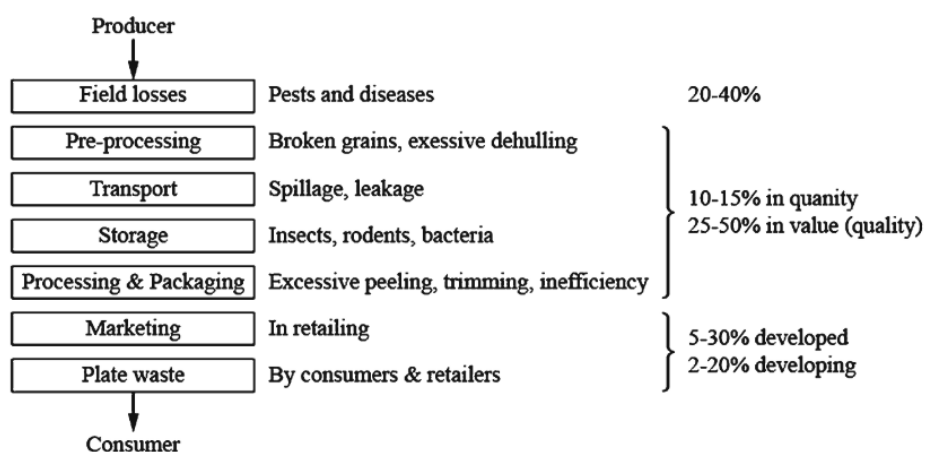 Producer
Field losses Pests and diseases 20-40%
Pre-processing Broken grains, exessive dehulling
Transport Spillage, leakage
10-15% in quanity
25-50% in value (quality)
Storage Insects, rodents, bacteria
Processing & Packaging Excessive peeling, trimming, inefficiency
Marketing In retailing
5-30% developed
2-20% developing
Plate waste By consumers & retailers
Consumer